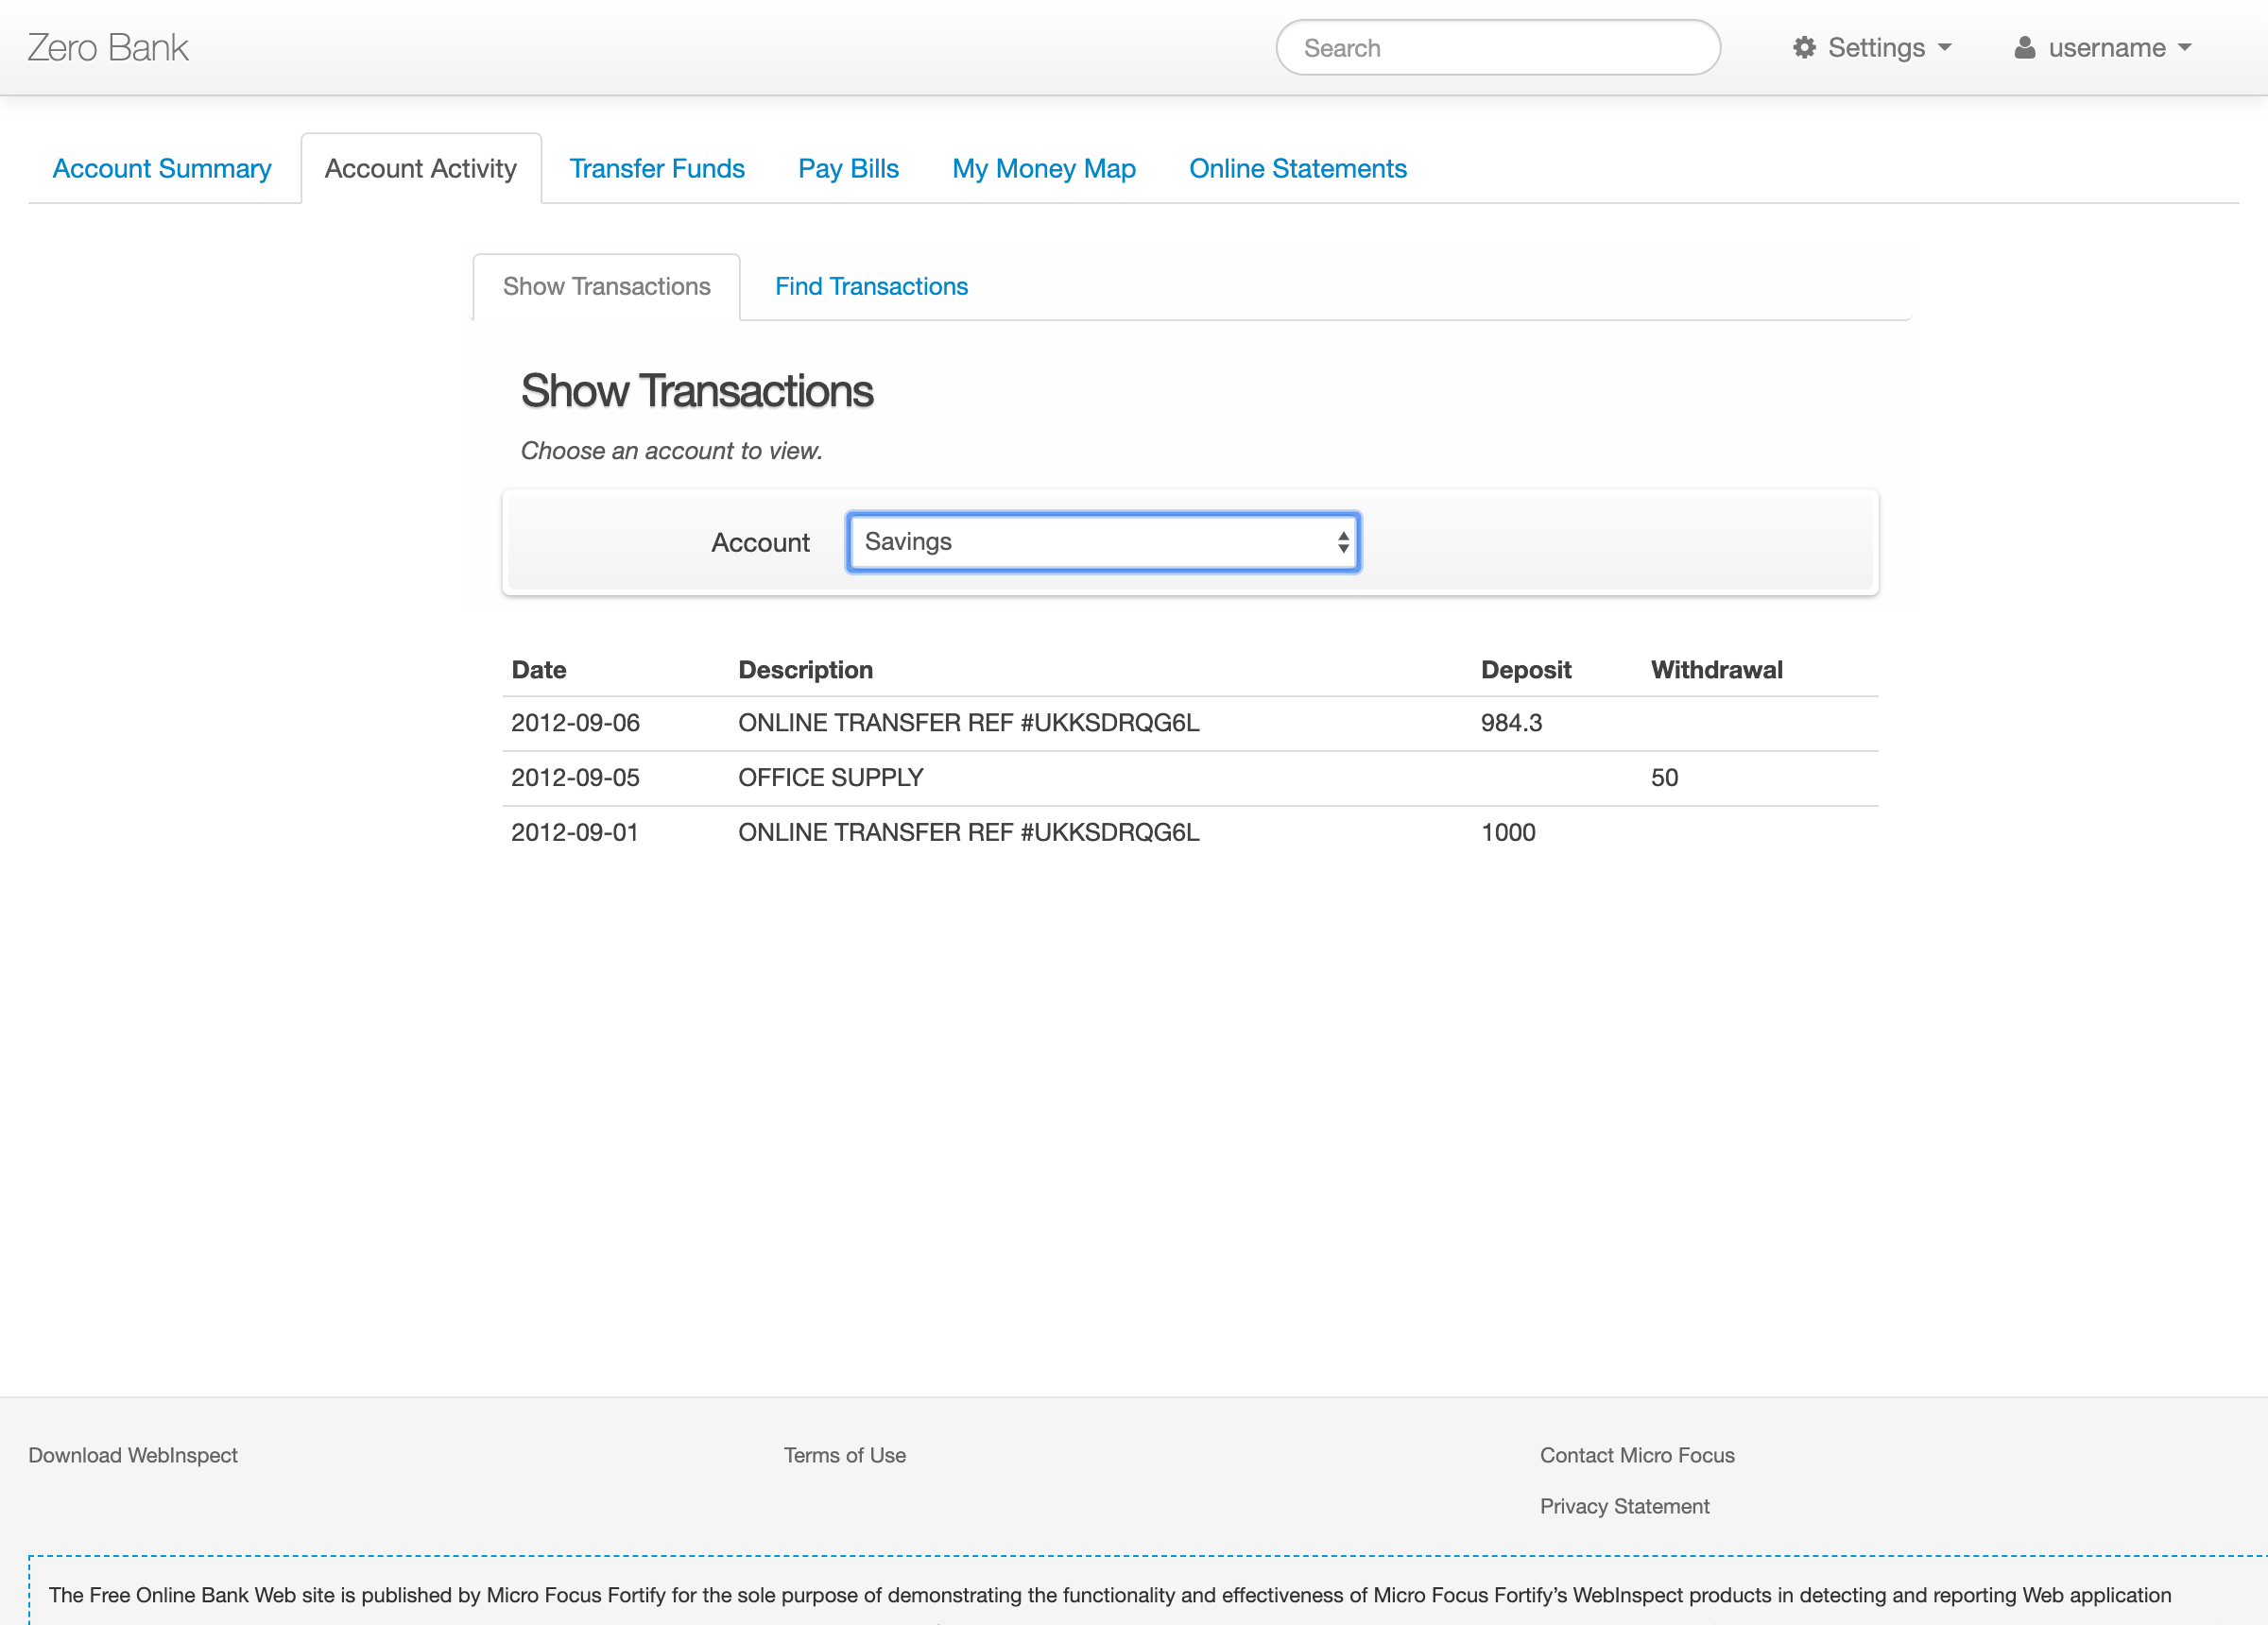 Zero Bank
Search
Settings
username
Account Summary
Account Activity
Transfer Funds
Pay Bills
My Money Map
Online Statements
Show Transactions
Find Transactions
Show Transactions
Choose an account to view.
Account
Savings
Date Description Deposit Withdrawal
2012-09-06 ONLINE TRANSFER REF #UKKSDRQG6L 984.3
2012-09-05 OFFICE SUPPLY 50
2012-09-01 ONLINE TRANSFER REF #UKKSDRQG6L 1000
Download WebInspect
Terms of Use
Contact Micro Focus
Privacy Statement
The Free Online Bank Web site is published by Micro Focus Fortify for the sole purpose of demonstrating the functionality and effectiveness of Micro Focus Fortify’s WebInspect products in detecting and reporting Web application